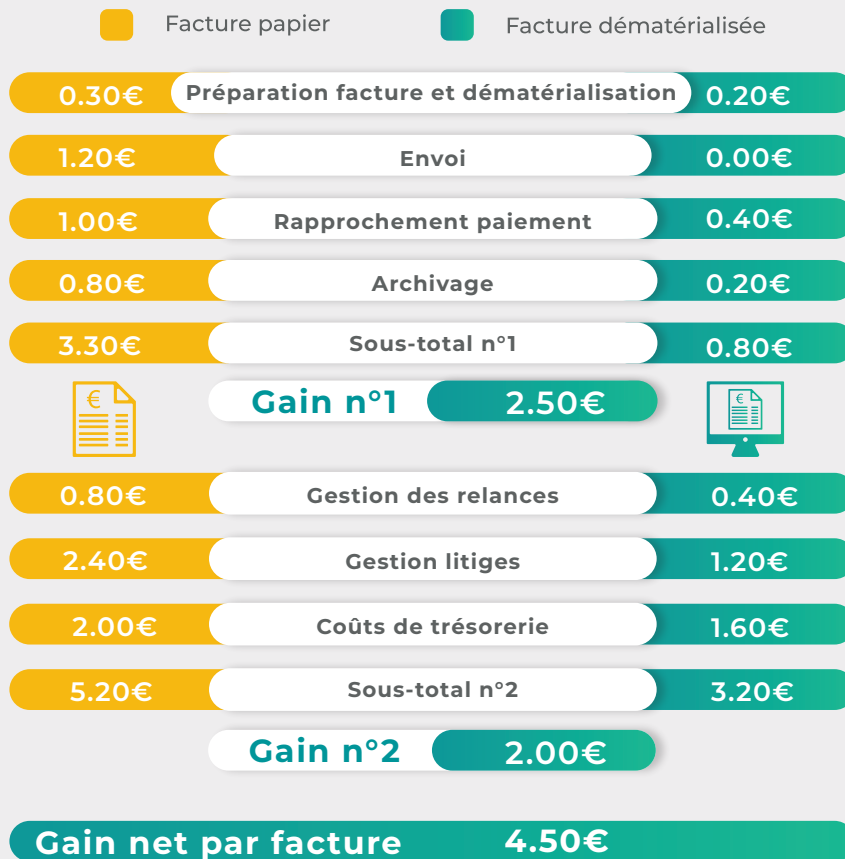 Facture papier Facture dématérialisée
0.30€ Préparation facture et dématérialisation 0.20€
1.20€ Envoi 0.00€
1.00€ Rapprochement paiement 0.40€
0.80€ Archivage 0.20€
3.30€ Sous-total n°1 0.80€
Gain n°1 2.50€
€ €
0.80€ Gestion des relances 0.40€
2.40€ Gestion litiges 1.20€
2.00€ Coûts de trésorerie 1.60€
5.20€ Sous-total n°2 3.20€
Gain n°2 2.00€
Gain net par facture 4.50€